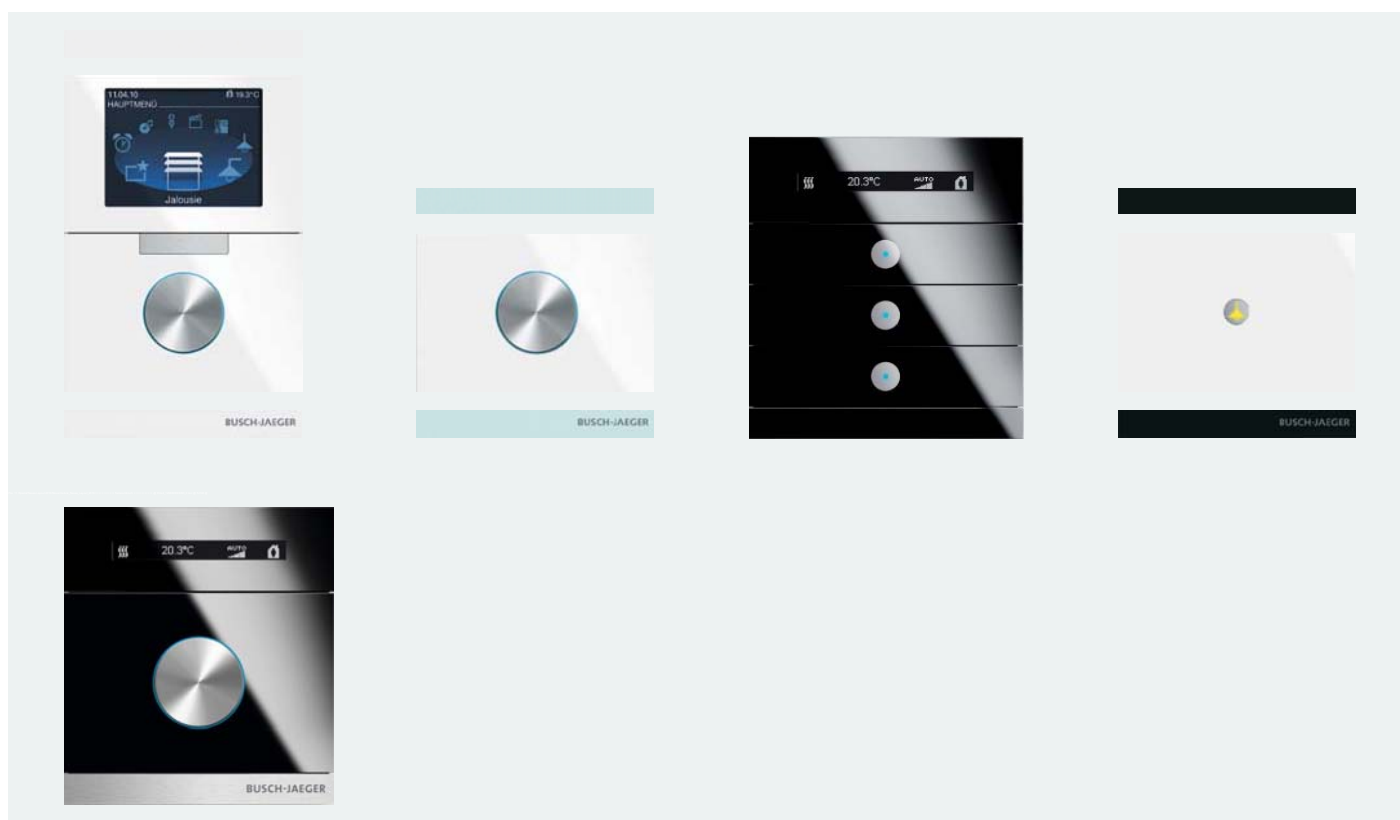 11.04.10 19.3°C
HAUPTMENÜ
Jalousie
BUSCH-JAEGER
BUSCH-JAEGER
20.3°C AUTO
BUSCH-JAEGER
20.3°C AUTO
BUSCH-JAEGER